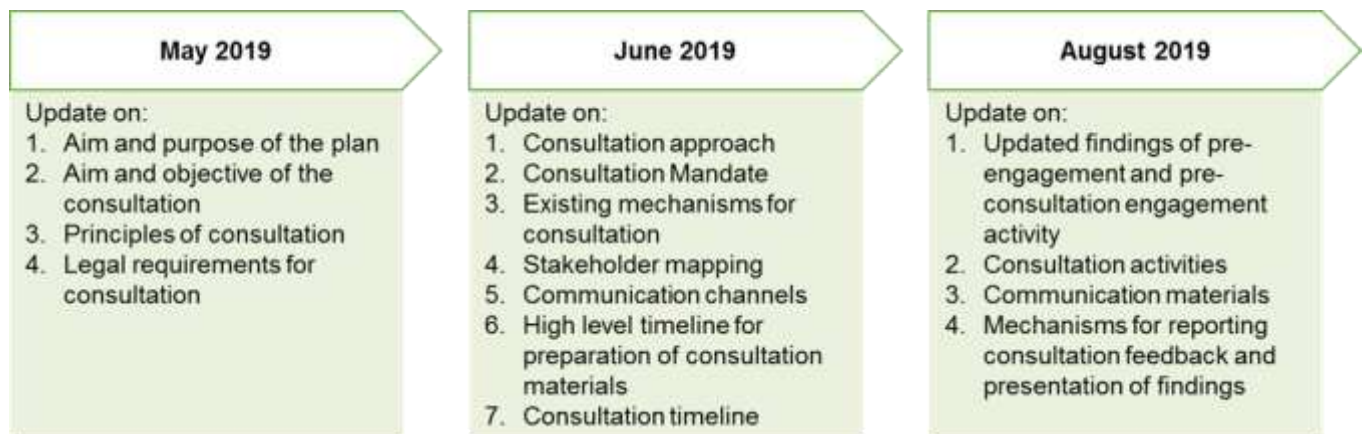 May 2019
Update on:
1. Aim and purpose of the plan
2. Aim and objective of the
consultation
3. Principles of consultation
4. Legal requirements for
consultation
June 2019
Update on:
1. Consultation approach
2. Consultation Mandate
3. Existing mechanisms for
consultation
4. Stakeholder mapping
5. Communication channels
6. High level timeline for
preparation of consultation
materials
7. Consultation timeline
August 2019
Update on:
1. Updated findings of pre-
engagement and pre-
consultation engagement
activity
2. Consultation activities
3. Communication materials
4. Mechanisms for reporting
consultation feedback and
presentation of findings